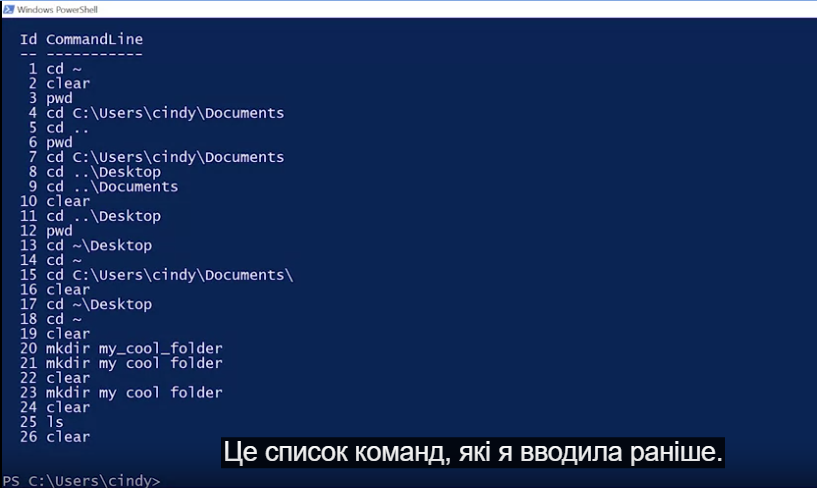 Windows PowerShell
Id CommandLine
-- -----------
1 cd ~
2 clear
3 pwd
4 cd C:\Users\cindy\Documents
5 cd ..
6 pwd
7 cd C:\Users\cindy\Documents
8 cd ..\Desktop
9 cd ..\Documents
10 clear
11 cd ..\Desktop
12 pwd
13 cd ~\Desktop
14 cd ~
15 cd C:\Users\cindy\Documents\
16 clear
17 cd ~\Desktop
18 cd ~
19 clear
20 mkdir my_cool_folder
21 mkdir my cool folder
22 clear
23 mkdir my cool folder
24 clear
25 ls
26 clear
Це список команд, які я вводила раніше.
PS C:\Users\cindy>